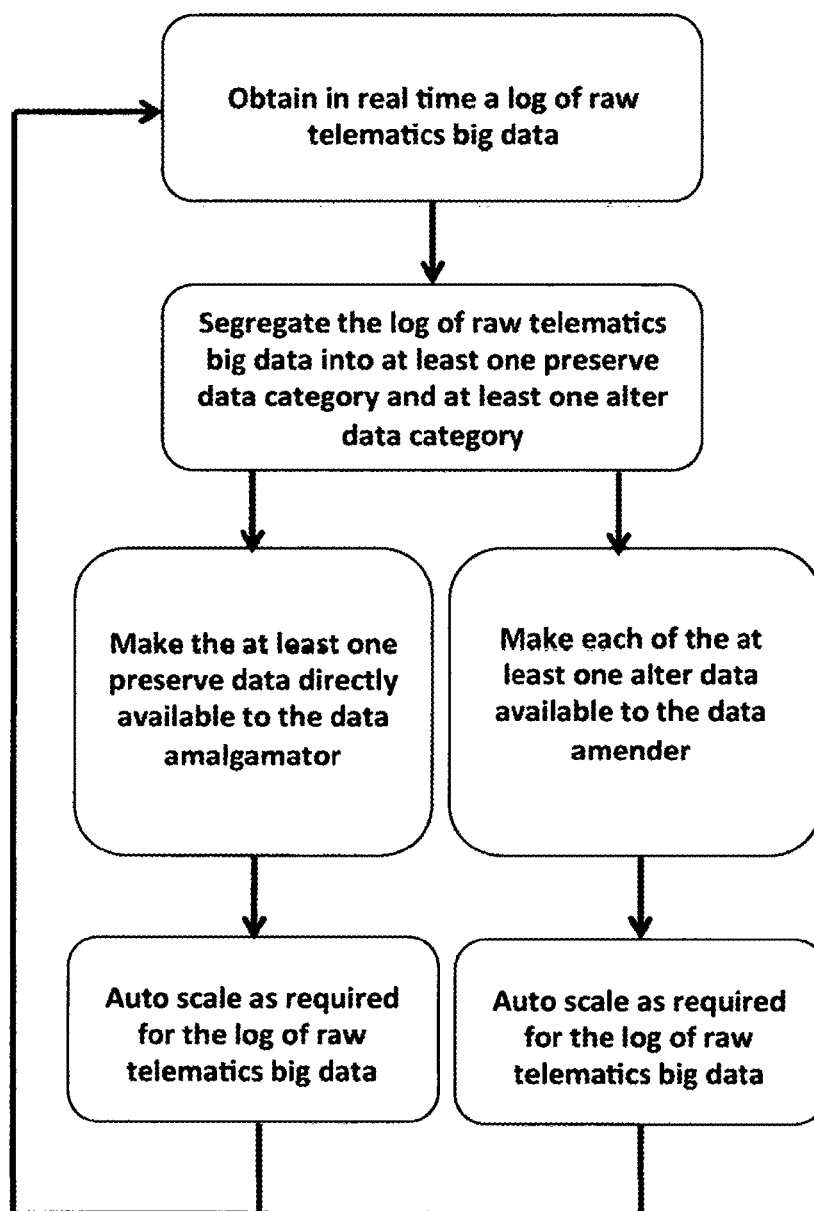 Obtain in real time a log of raw
telematics big data
Segregate the log of raw telematics
big data into at least one preserve
data category and at least one alter
data category
Make the at least one
preserve data directly
available to the data
amalgamator
Make each of the at
least one alter data
available to the data
amender
Auto scale as required
for the log of raw
telematics big data
Auto scale as required
for the log of raw
telematics big data